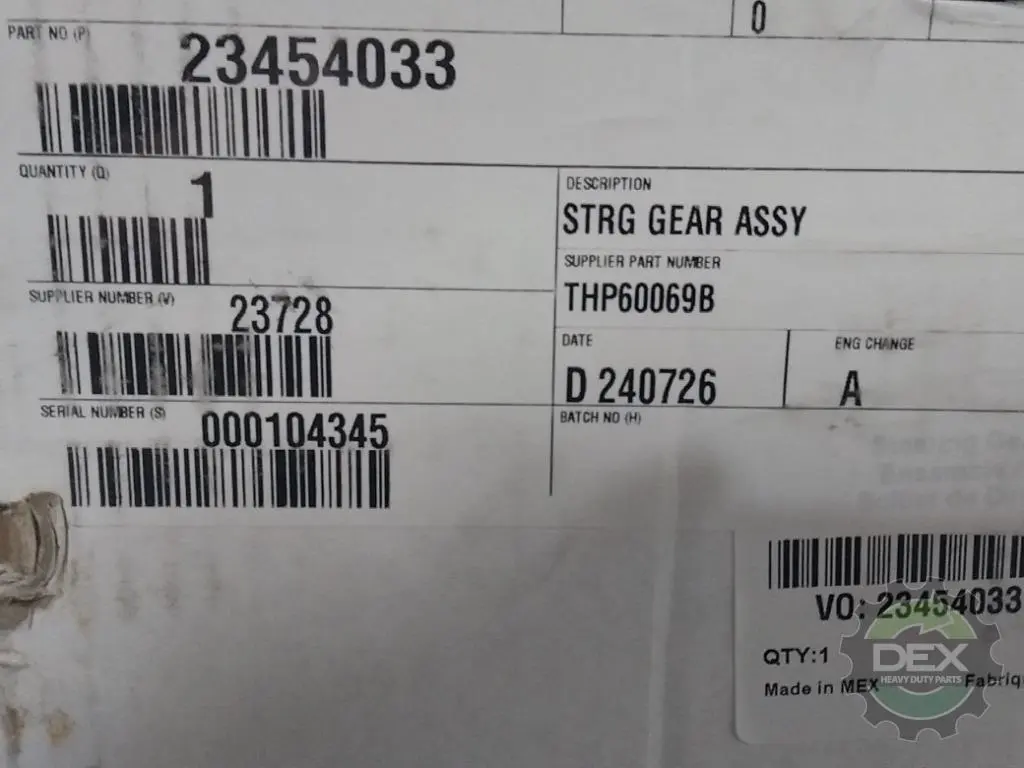 0
PART NO (P)
23454033
QUANTITY (Q)
1
DESCRIPTION
STRG GEAR ASSY
SUPPLIER PART NUMBER
THP60069B
SUPPLIER NUMBER (V)
23728
DATE
D 240726
ENG CHANGE
A
SERIAL NUMBER (S)
000104345
BATCH NO (H)
VO: 23454033
QTY:1
Made in MEX
Fabriq
DEX
HEAVY DUTY PARTS